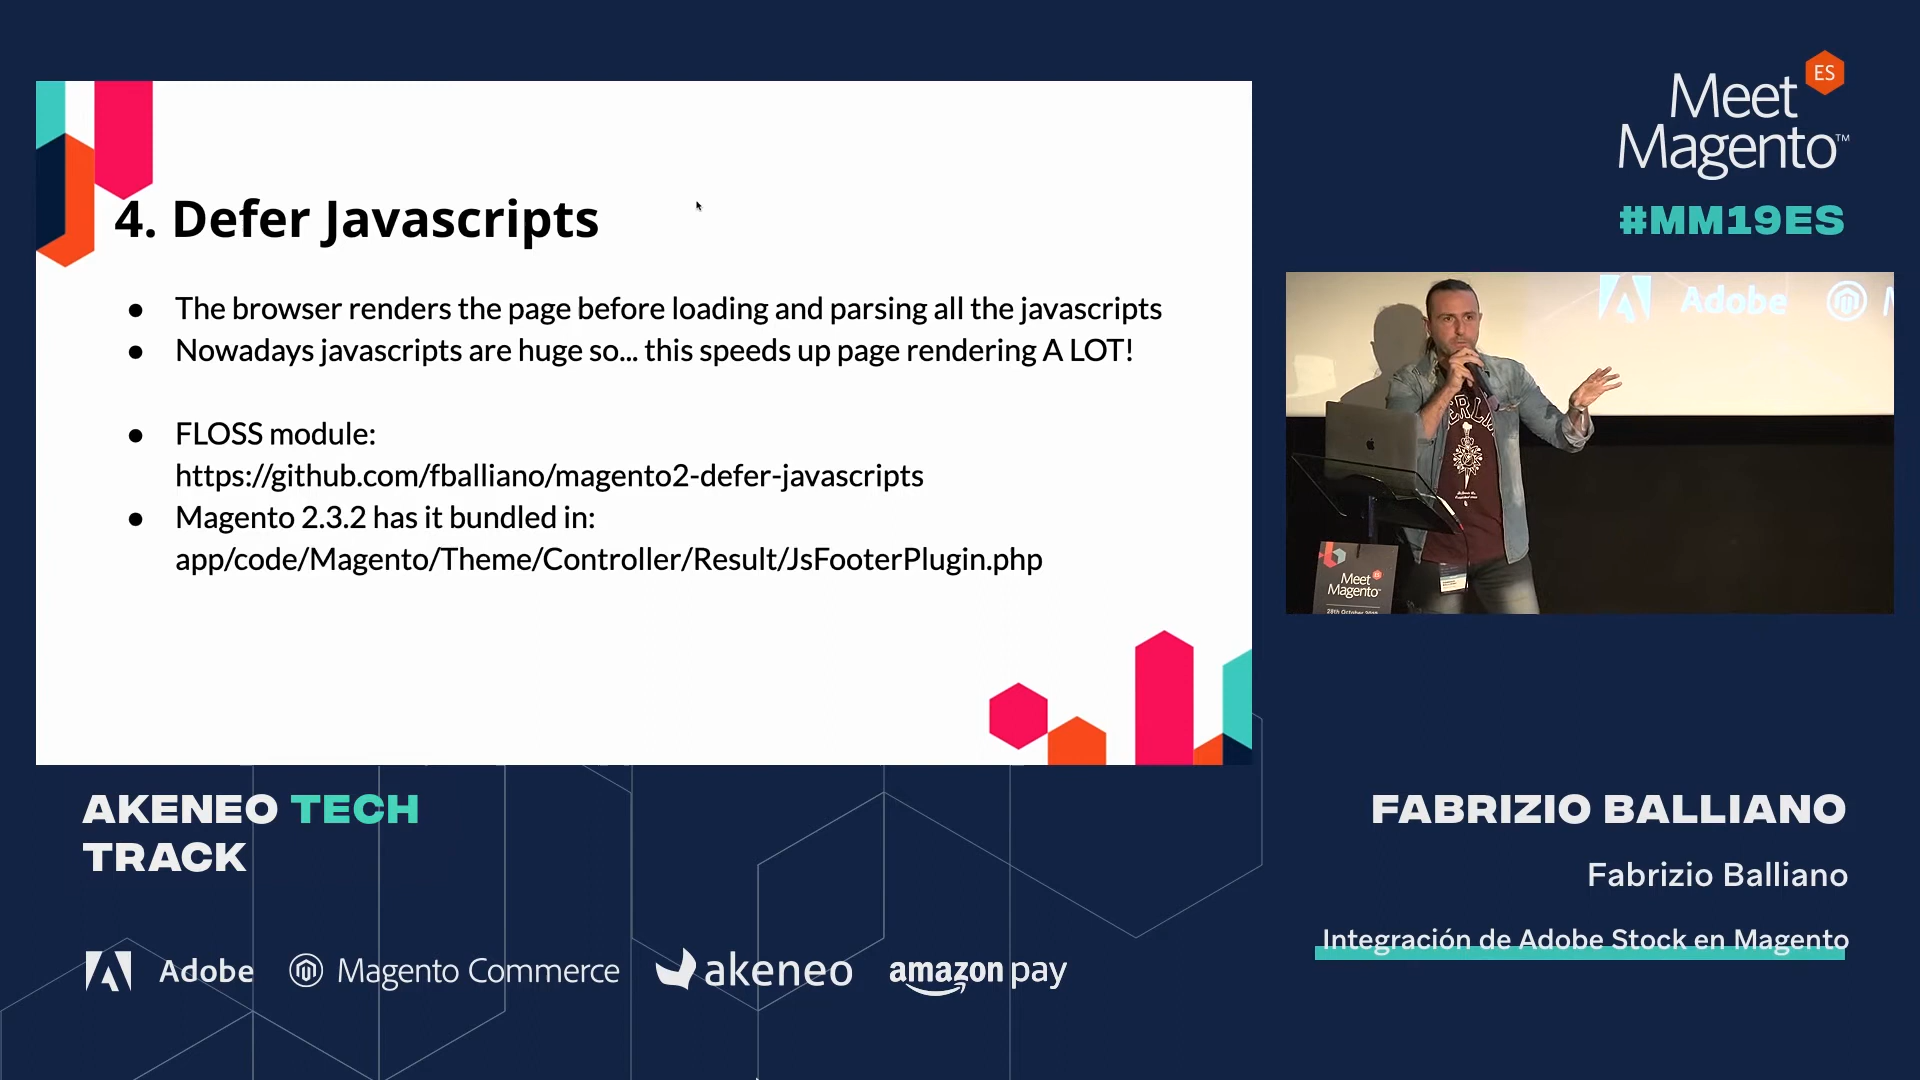 4. Defer Javascripts
● The browser renders the page before loading and parsing all the javascripts
● Nowadays javascripts are huge so... this speeds up page rendering A LOT!
● FLOSS module:
https://github.com/fballiano/magento2-defer-javascripts
● Magento 2.3.2 has it bundled in:
app/code/Magento/Theme/Controller/Result/JsFooterPlugin.php
ES
Meet
Magento™
#MM19ES
Adobe
Meet
Magento
28th October 2019
AKENEO TECH
TRACK
FABRIZIO BALLIANO
Fabrizio Balliano
Integración de Adobe Stock en Magento
Adobe
Magento Commerce
akeneo
amazon pay